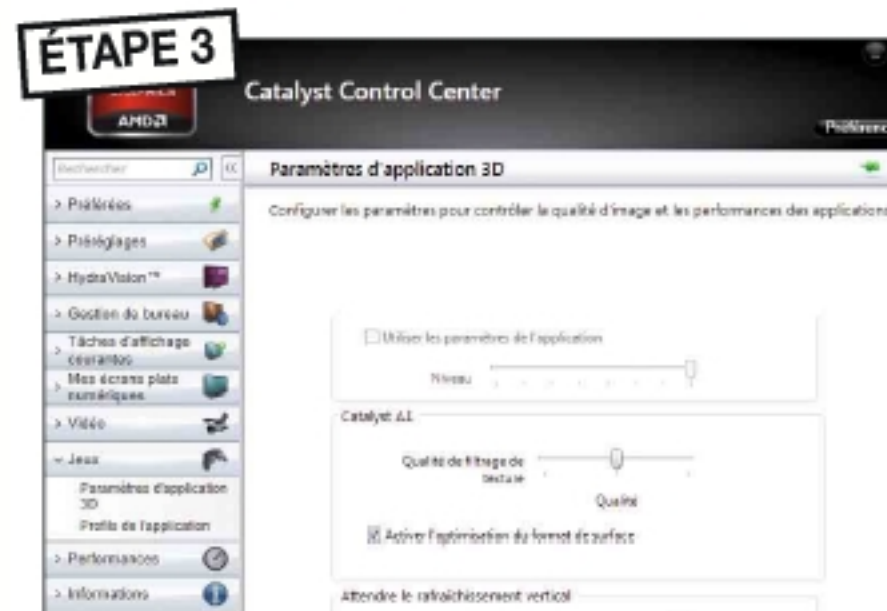 ÉTAPE 3
AMD
Catalyst Control Center
Préférenc
Rechercher
Paramètres d'application 3D
Configurer les paramètres pour contrôler la qualité d'image et les performances des applications
> Préférées
> Préréglages
> HydraVision™
> Gestion de bureau
> Tâches d'affichage
courantes
> Mes écrans plats
numériques
> Vidéo
Jeux
Paramètres d'application
3D
Profils de l'application
> Performances
> Informations
Utiliser les paramètres de l'application
Niveau
Catalyst A.I.
Qualité de filtrage de
texture
Qualité
Activer l'optimisation du format de surface
Attendre le rafraîchissement vertical